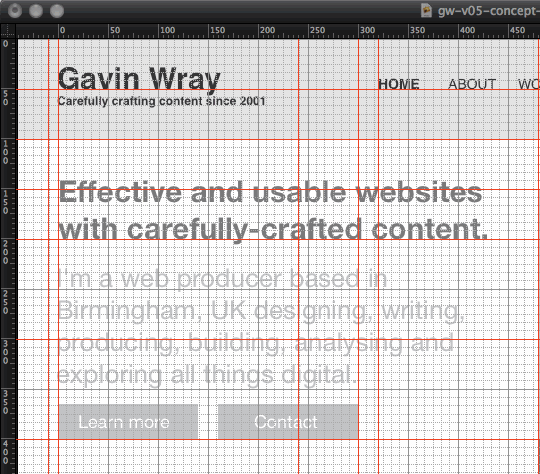 gw-v05-concept-
0 50 100 150 200 250 300 350 400 450
0
50
100
150
200
250
300
350
400
Gavin Wray
Carefully crafting content since 2001
HOME ABOUT WO
Effective and usable websites
with carefully-crafted content.
I'm a web producer based in
Birmingham, UK designing, writing,
producing, building, analysing and
exploring all things digital.
Learn more Contact